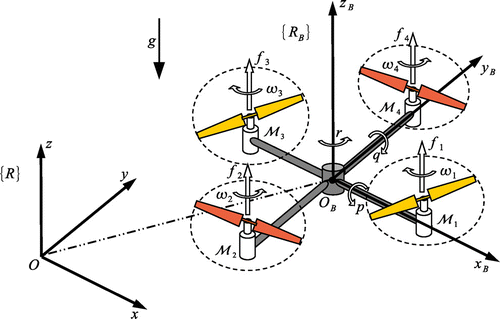 z_B
{R_B}
g
f_4
y_B
f_3
ω_4
ω_3
M_4
M_3
r
q
f_1
{R}
z
y
f_2
ω_2
ω_1
O_B
p
M_1
M_2
O
x_B
x